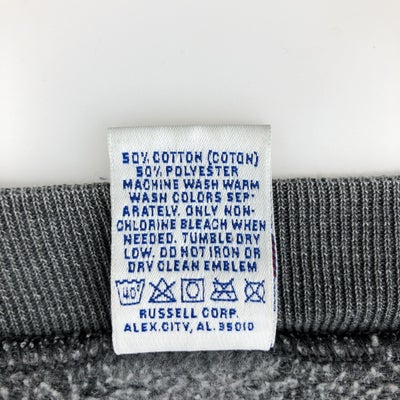 50% COTTON (COTON)
50% POLYESTER
MACHINE WASH WARM
WASH COLORS SEP-
ARATELY. ONLY NON-
CHLORINE BLEACH WHEN
NEEDED. TUMBLE DRY
LOW. DO NOT IRON OR
DRY CLEAN EMBLEM
40°
RUSSELL CORP.
ALEX.CITY, AL. 35010